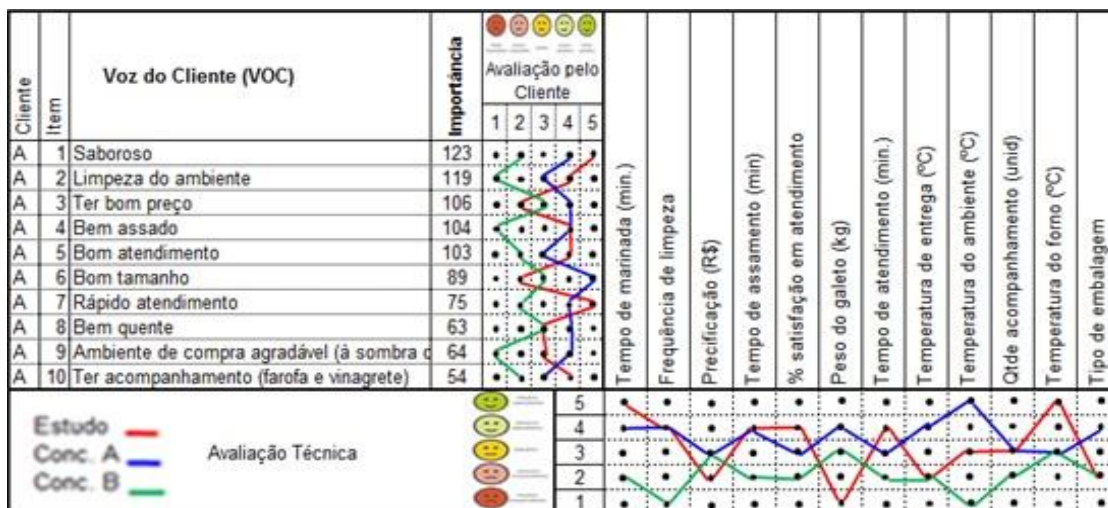 Cliente
Item
Voz do Cliente (VOC)
Importância
Avaliação pelo
Cliente
1 2 3 4 5
A 1 Saboroso 123
A 2 Limpeza do ambiente 119
A 3 Ter bom preço 106
A 4 Bem assado 104
A 5 Bom atendimento 103
A 6 Bom tamanho 89
A 7 Rápido atendimento 75
A 8 Bem quente 63
A 9 Ambiente de compra agradável (à sombra 64
A 10 Ter acompanhamento (farofa e vinagrete) 54
Tempo de marinada (min.)
Frequência de limpeza
Precificação (R$)
Tempo de assamento (min)
% satisfação em atendimento
Peso do galeto (kg)
Tempo de atendimento (min.)
Temperatura de entrega (ºC)
Temperatura do ambiente (ºC)
Qtde acompanhamento (unid)
Temperatura do forno (ºC)
Tipo de embalagem
Estudo
Conc. A
Conc. B
Avaliação Técnica
5
4
3
2
1